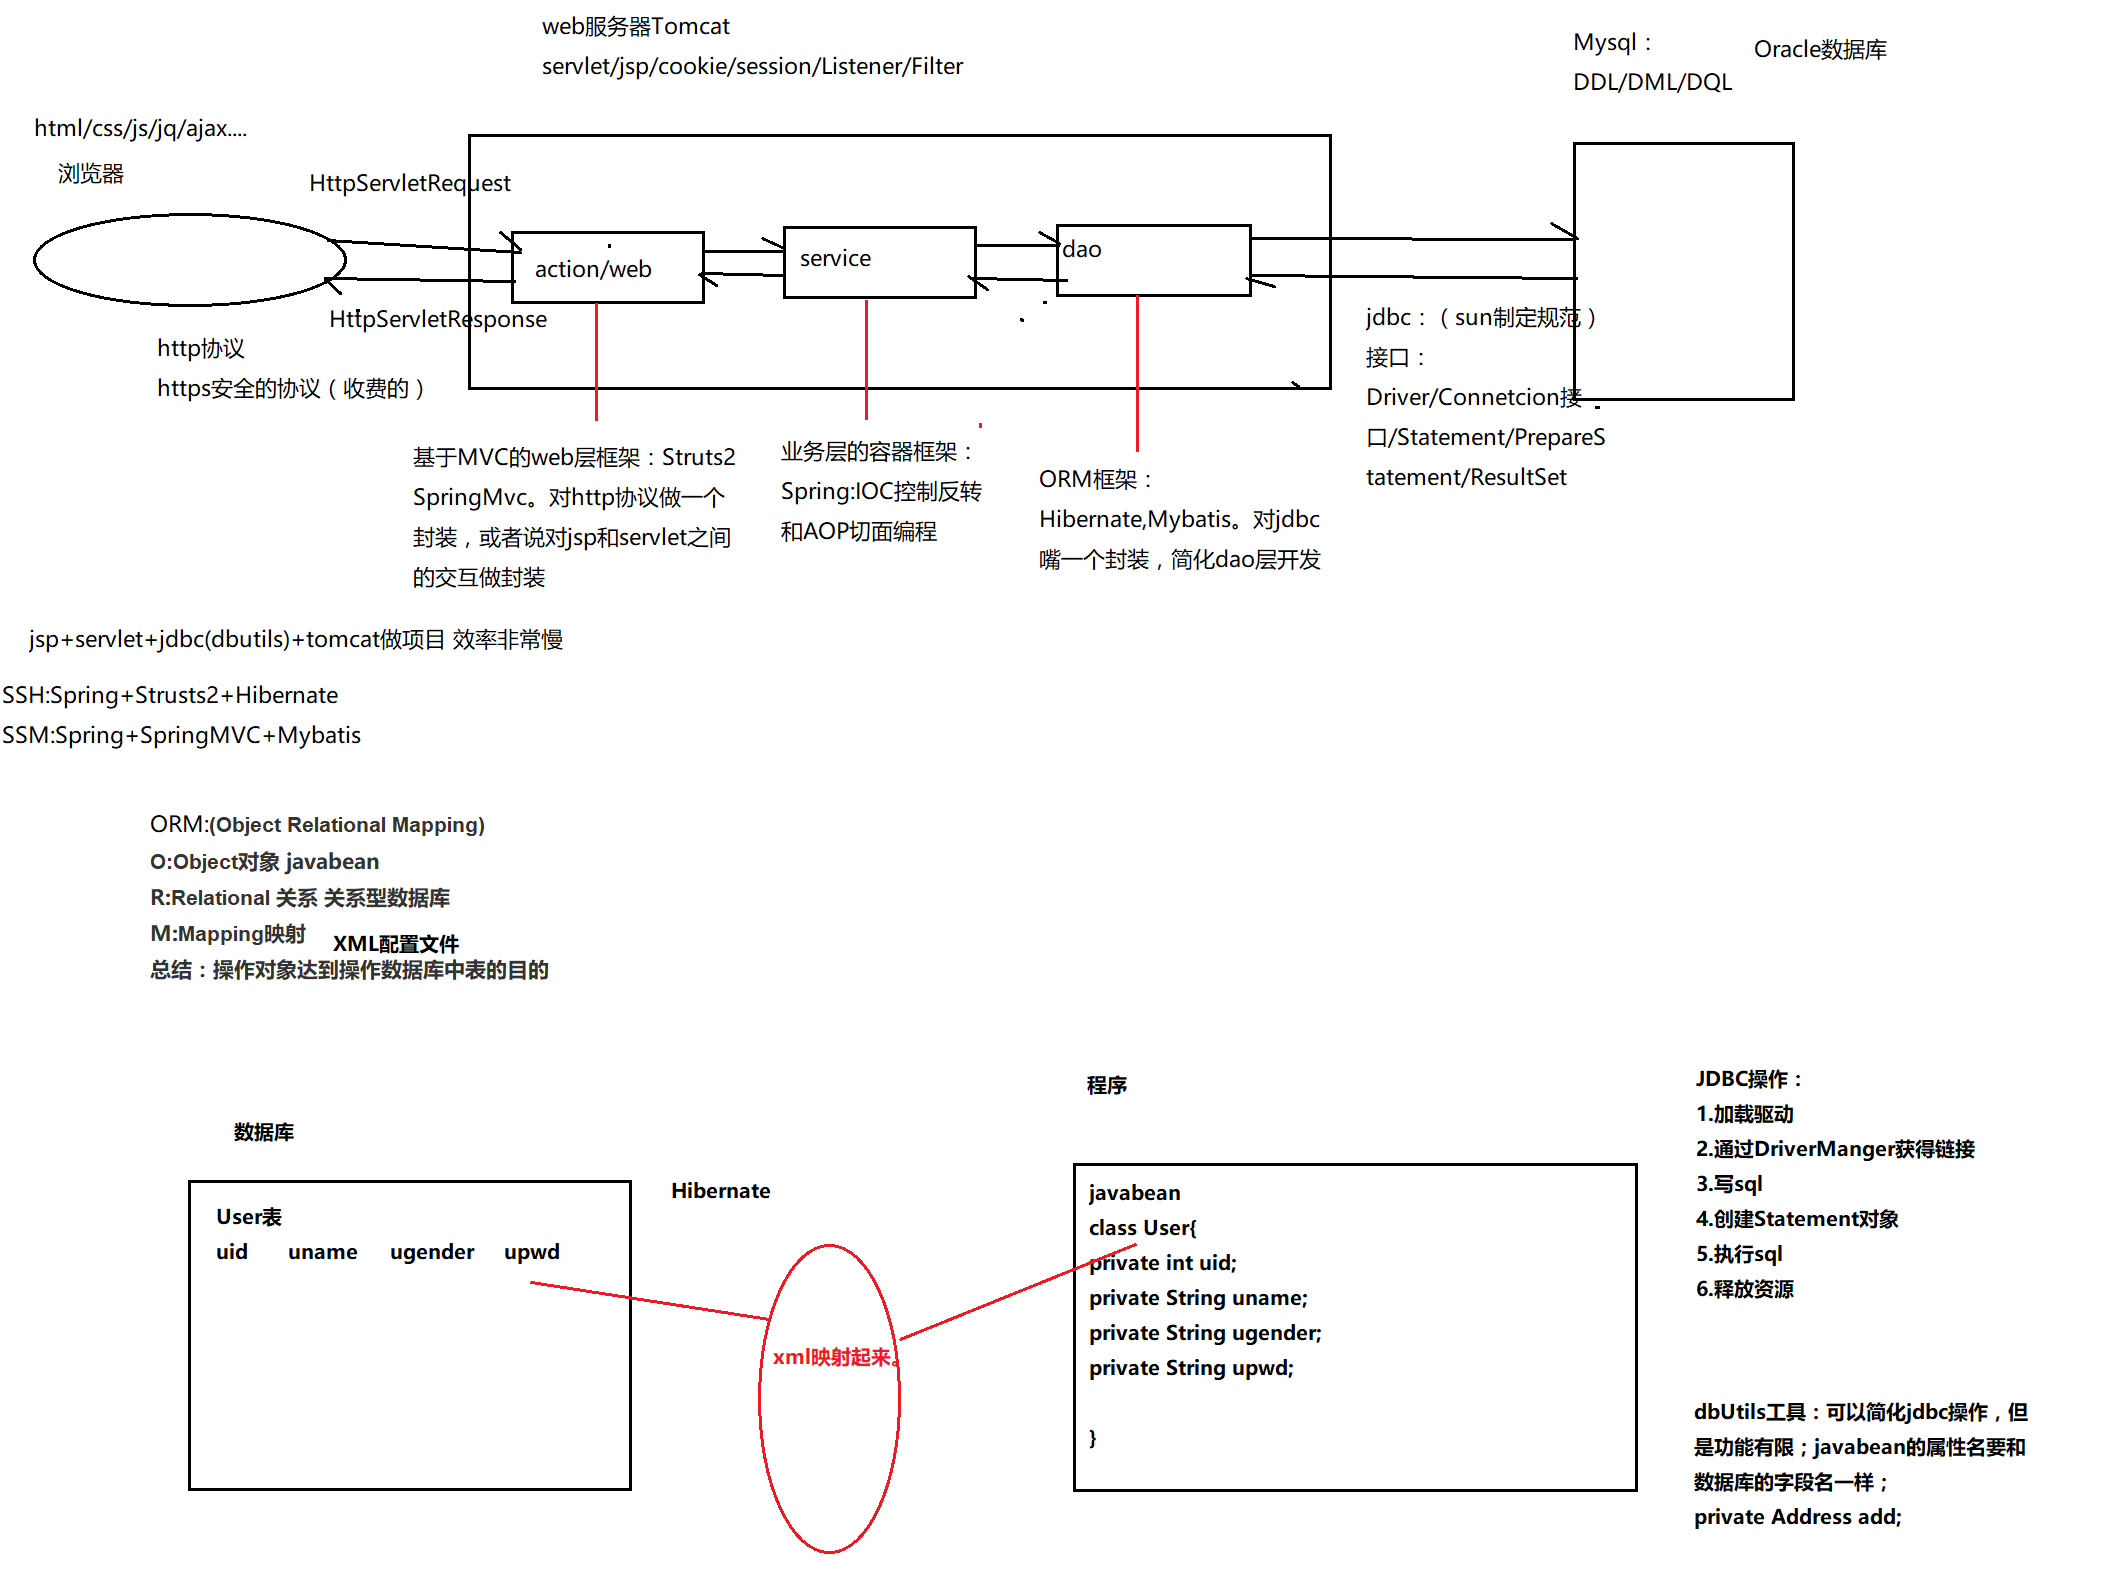 web服务器Tomcat
servlet/jsp/cookie/session/Listener/Filter
Mysql：
DDL/DML/DQL
Oracle数据库
html/css/js/jq/ajax....
浏览器
HttpServletRequest
action/web
service
dao
HttpServletResponse
http协议
https安全的协议（收费的）
jdbc：（sun制定规范）
接口：
Driver/Connetcion接
口/Statement/PrepareS
tatement/ResultSet
基于MVC的web层框架：Struts2
SpringMvc。对http协议做一个
封装，或者说对jsp和servlet之间
的交互做封装
业务层的容器框架：
Spring:IOC控制反转
和AOP切面编程
ORM框架：
Hibernate,Mybatis。对jdbc
嘴一个封装，简化dao层开发
jsp+servlet+jdbc(dbutils)+tomcat做项目 效率非常慢
SSH:Spring+Strusts2+Hibernate
SSM:Spring+SpringMVC+Mybatis
ORM:(Object Relational Mapping)
O:Object对象 javabean
R:Relational 关系 关系型数据库
M:Mapping映射
XML配置文件
总结：操作对象达到操作数据库中表的目的
数据库
User表
uid uname ugender upwd
Hibernate
xml映射起来。
程序
javabean
class User{
private int uid;
private String uname;
private String ugender;
private String upwd;
}
JDBC操作：
1.加载驱动
2.通过DriverManger获得链接
3.写sql
4.创建Statement对象
5.执行sql
6.释放资源
dbUtils工具：可以简化jdbc操作，但
是功能有限；javabean的属性名要和
数据库的字段名一样；
private Address add;